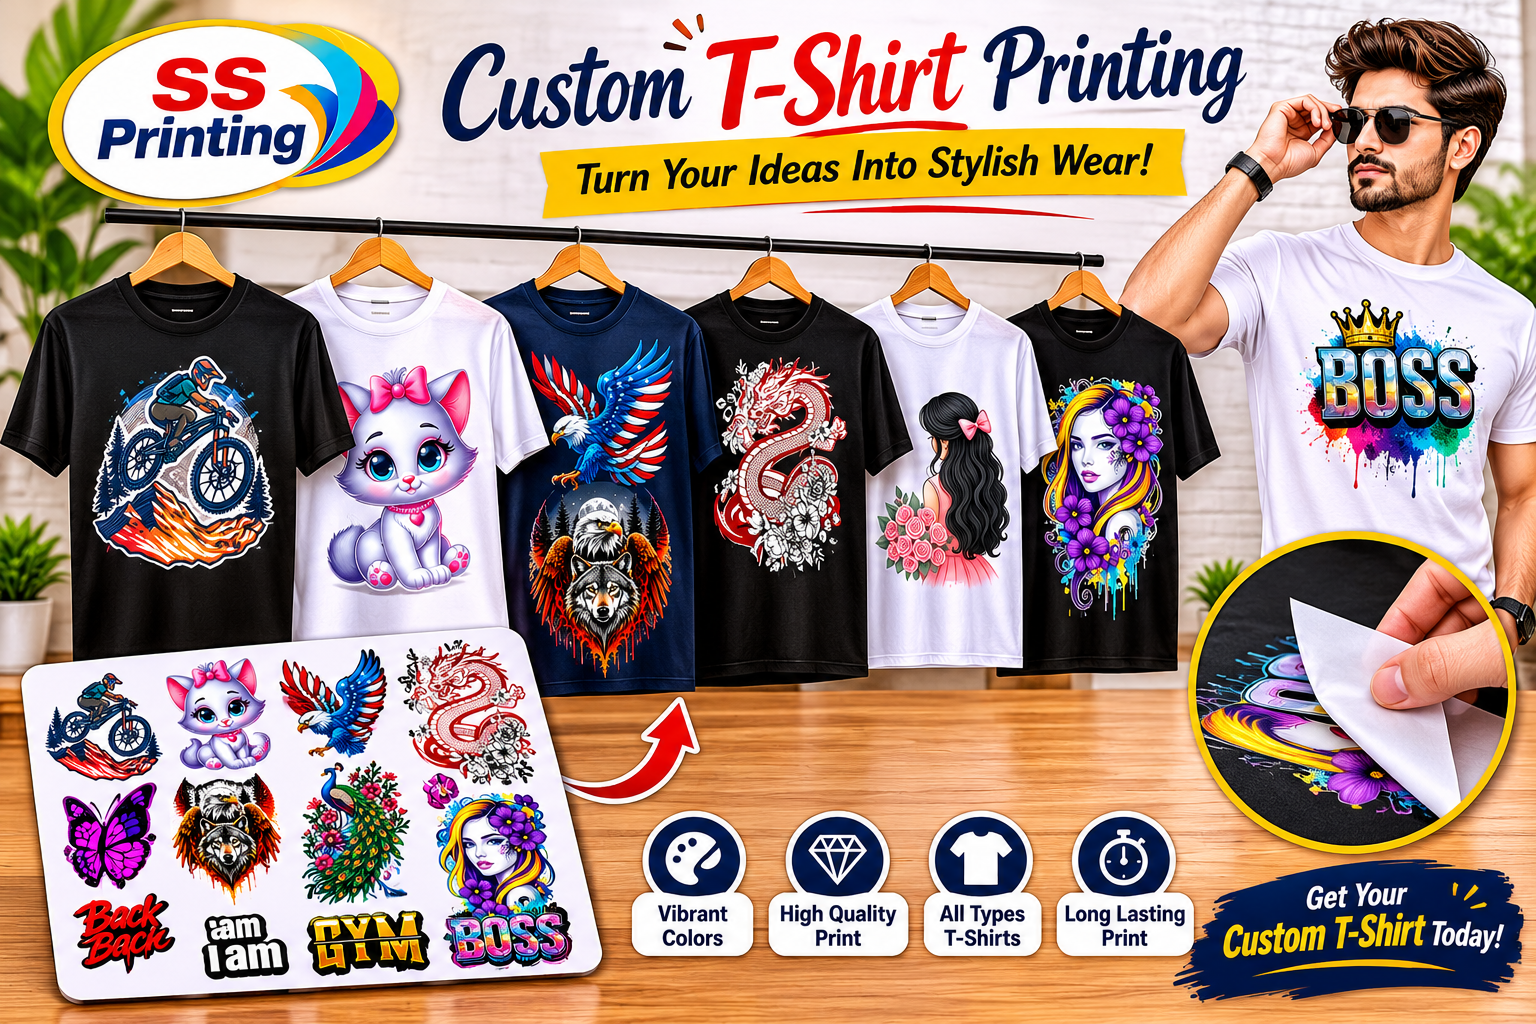 SS
Printing
Custom T-Shirt Printing
Turn Your Ideas Into Stylish Wear!
BOSS
Back
Back
i am
I am
GYM
BOSS
Vibrant
Colors
High Quality
Print
All Types
T-Shirts
Long Lasting
Print
Get Your
Custom T-Shirt Today!